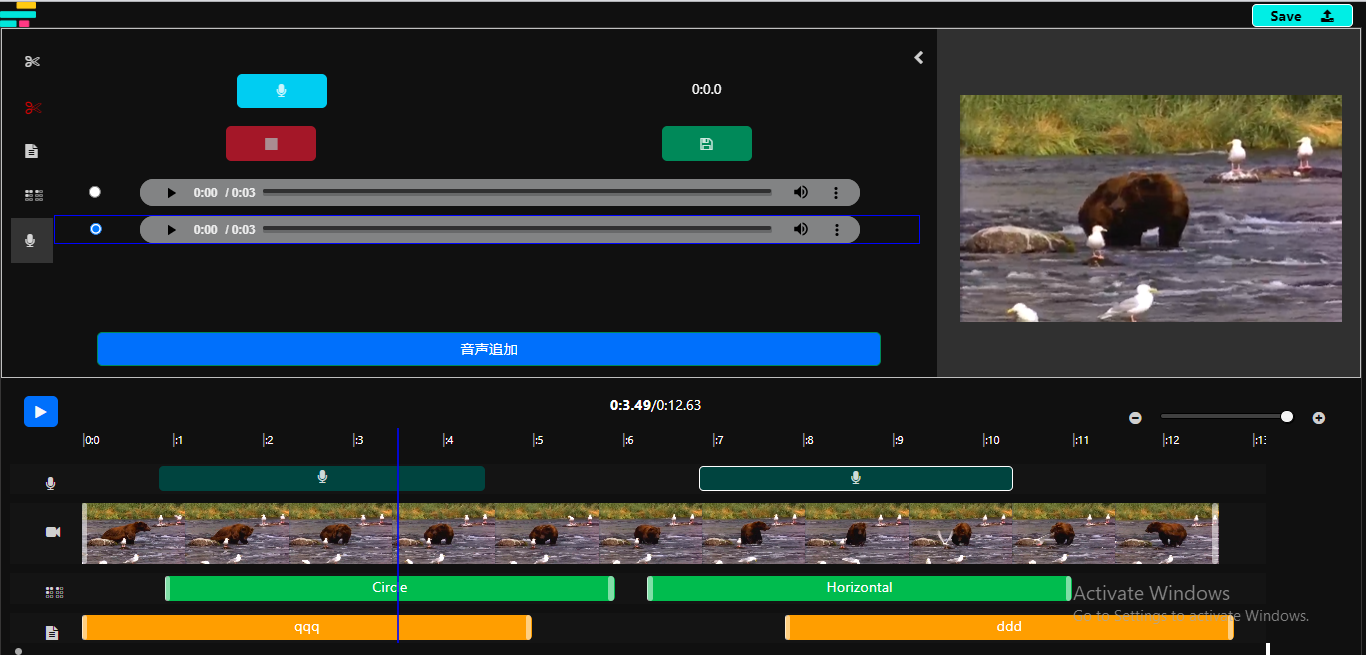 Save
0:0.0
0:00 / 0:03
0:00 / 0:03
音声追加
0:3.49/0:12.63
|0:0 |:1 |:2 |:3 |:4 |:5 |:6 |:7 |:8 |:9 |:10 |:11 |:12 |:1
Circle Horizontal
Activate Windows
Go to Settings to activate Windows.
qqq ddd